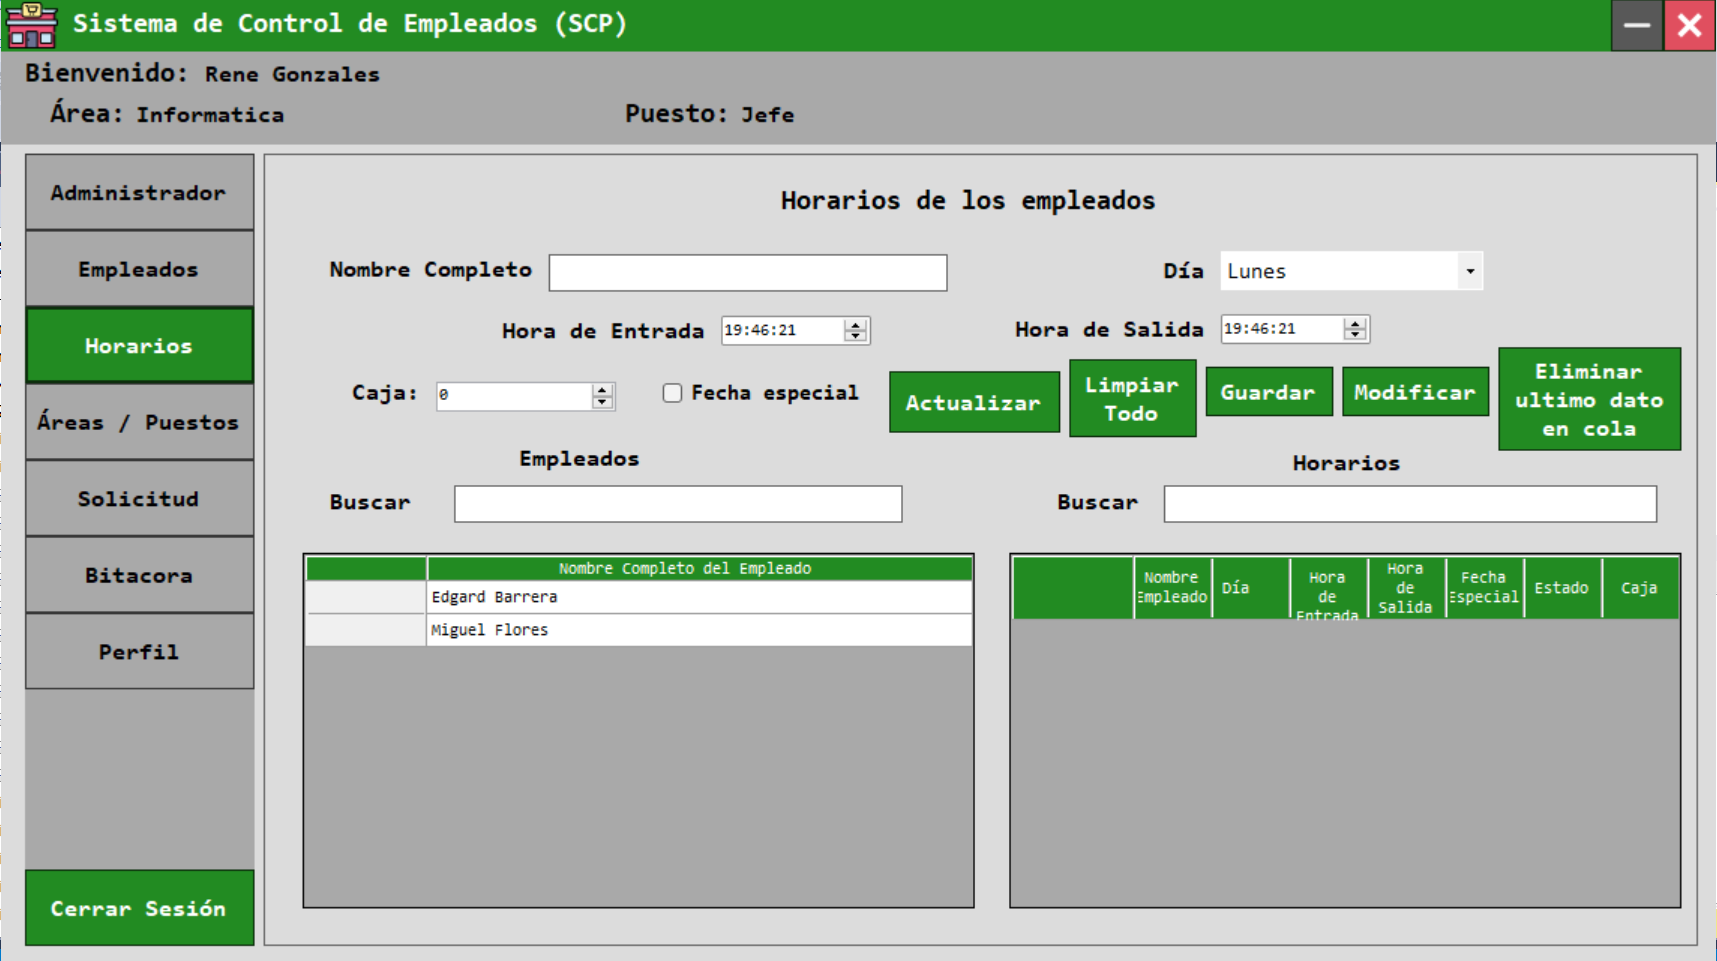 Sistema de Control de Empleados (SCP)
Bienvenido: Rene Gonzales
Área: Informatica
Puesto: Jefe
Administrador
Empleados
Horarios
Áreas / Puestos
Solicitud
Bitacora
Perfil
Cerrar Sesión
Horarios de los empleados
Nombre Completo
Día Lunes
Hora de Entrada 19:46:21
Hora de Salida 19:46:21
Caja: 0
Fecha especial
Actualizar
Limpiar
Todo
Guardar
Modificar
Eliminar
ultimo dato
en cola
Empleados
Buscar
Nombre Completo del Empleado
Edgard Barrera
Miguel Flores
Horarios
Buscar
Nombre
Empleado
Día
Hora
de
Entrada
Hora
de
Salida
Fecha
Especial
Estado
Caja